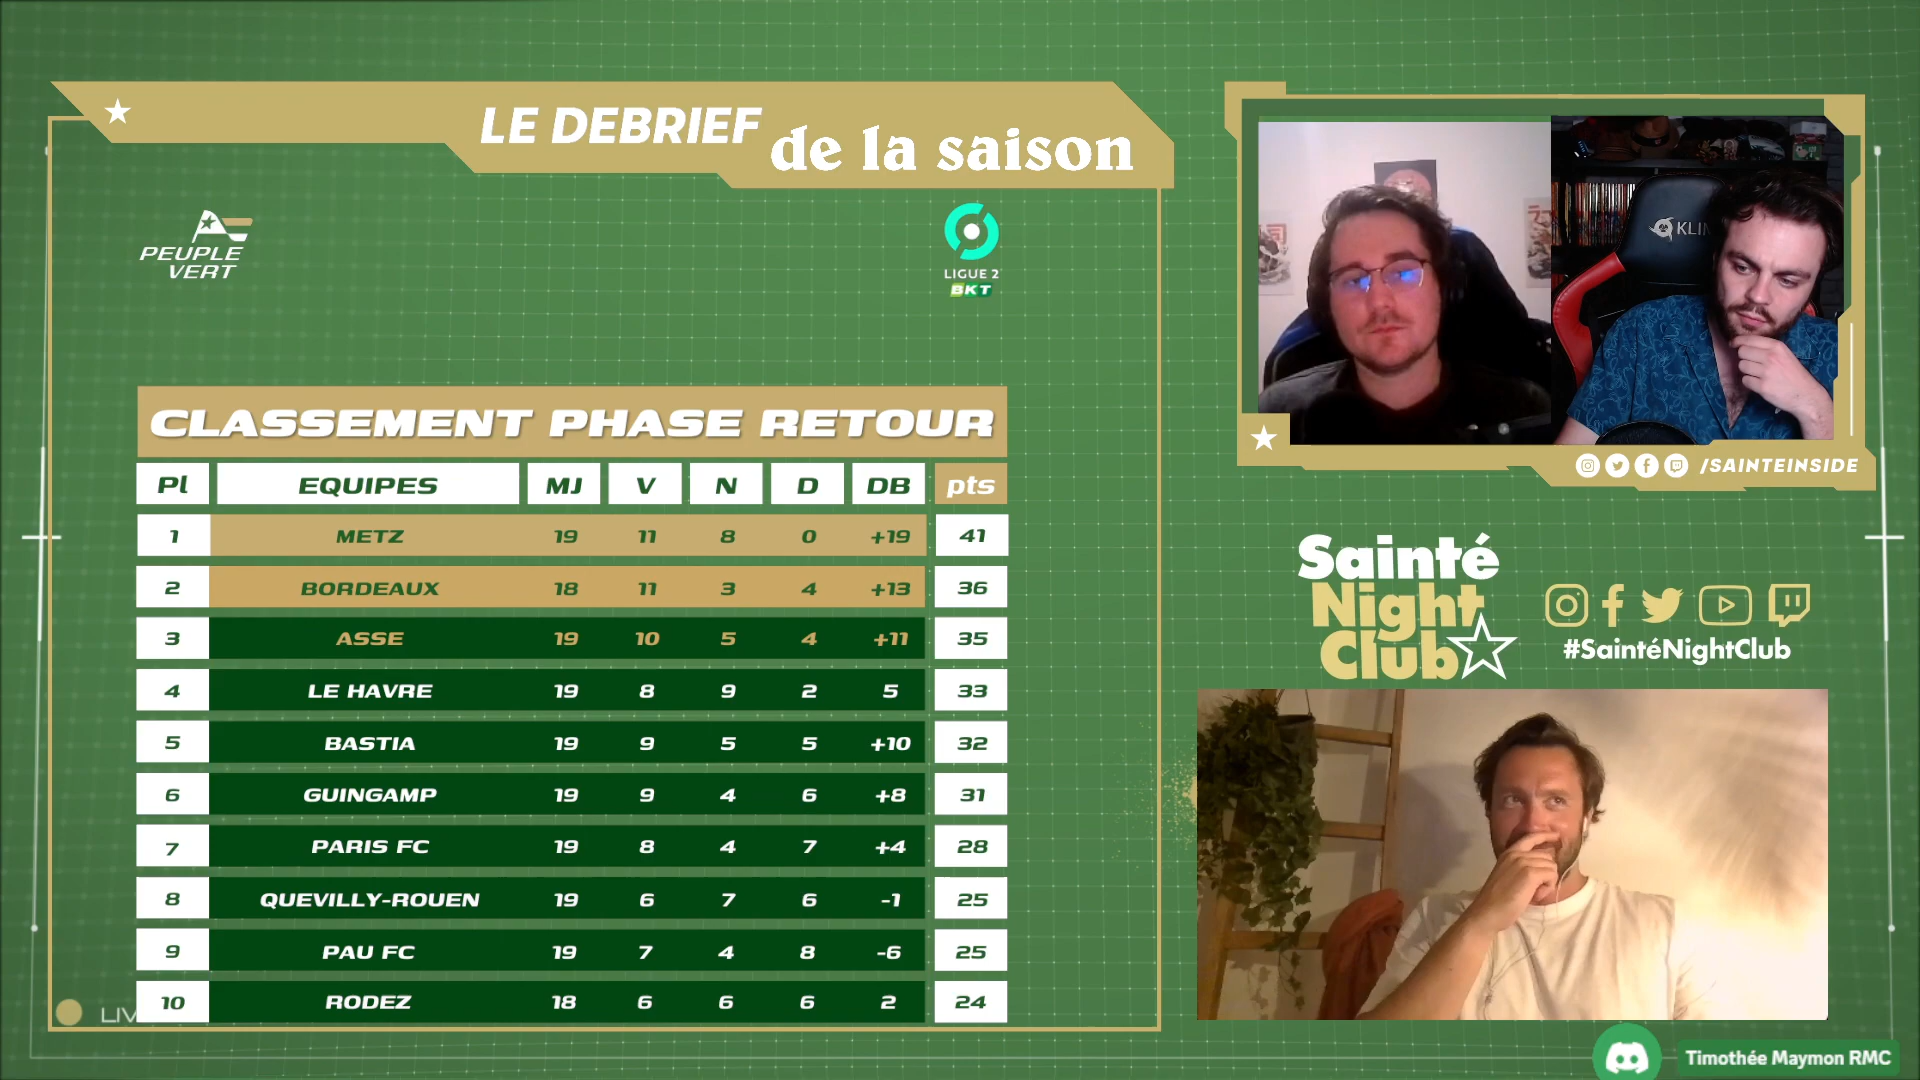 LE DEBRIEF de la saison
PEUPLE
VERT
LIGUE 2
BKT
KLIM
/SAINTEINSIDE
CLASSEMENT PHASE RETOUR
Pl EQUIPES MJ V N D DB pts
1 METZ 19 11 8 0 +19 41
2 BORDEAUX 18 11 3 4 +13 36
3 ASSE 19 10 5 4 +11 35
4 LE HAVRE 19 8 9 2 5 33
5 BASTIA 19 9 5 5 +10 32
6 GUINGAMP 19 9 4 6 +8 31
7 PARIS FC 19 8 4 7 +4 28
8 QUEVILLY-ROUEN 19 6 7 6 -1 25
9 PAU FC 19 7 4 8 -6 25
10 RODEZ 18 6 6 6 2 24
LIV
Sainté
Night
Club
#SaintéNightClub
Timothée Maymon RMC